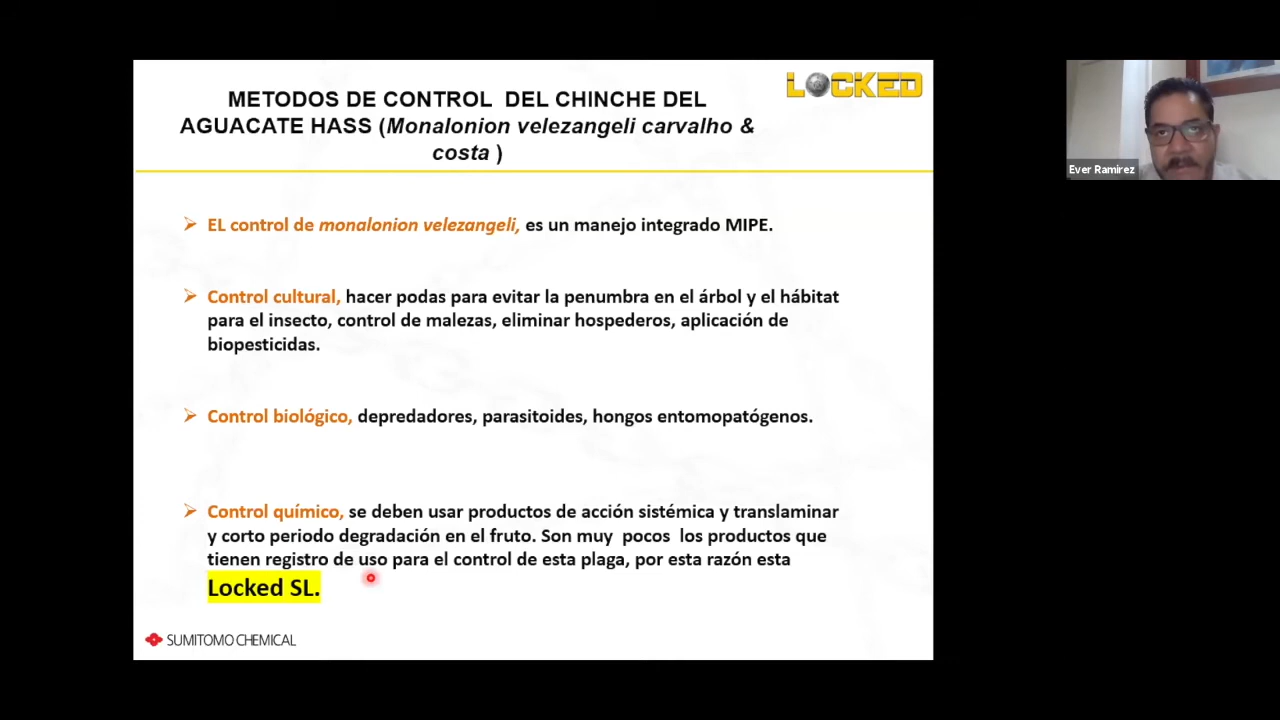 LOCKED
METODOS DE CONTROL DEL CHINCHE DEL
AGUACATE HASS (Monalonion velezangeli carvalho &
costa )
Ever Ramirez
EL control de monalonion velezangeli, es un manejo integrado MIPE.
Control cultural, hacer podas para evitar la penumbra en el árbol y el hábitat
para el insecto, control de malezas, eliminar hospederos, aplicación de
biopesticidas.
Control biológico, depredadores, parasitoides, hongos entomopatógenos.
Control químico, se deben usar productos de acción sistémica y translaminar
y corto periodo degradación en el fruto. Son muy pocos los productos que
tienen registro de uso para el control de esta plaga, por esta razón esta
Locked SL.
SUMITOMO CHEMICAL